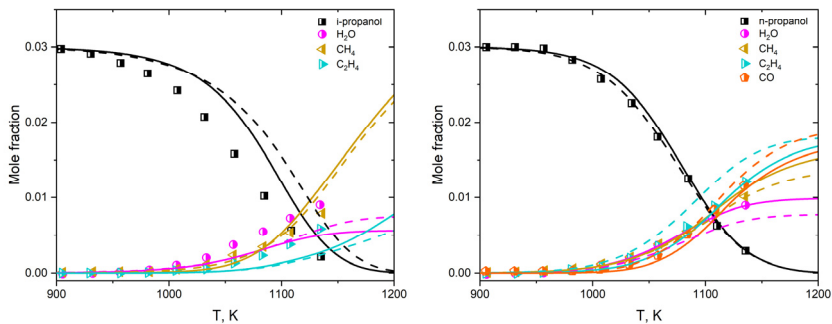 i-propanol
H₂O
CH₄
C₂H₄
0.03
0.02
0.01
0.00
Mole fraction
900 1000 1100 1200
T, K
n-propanol
H₂O
CH₄
C₂H₄
CO
0.03
0.02
0.01
0.00
Mole fraction
900 1000 1100 1200
T, K